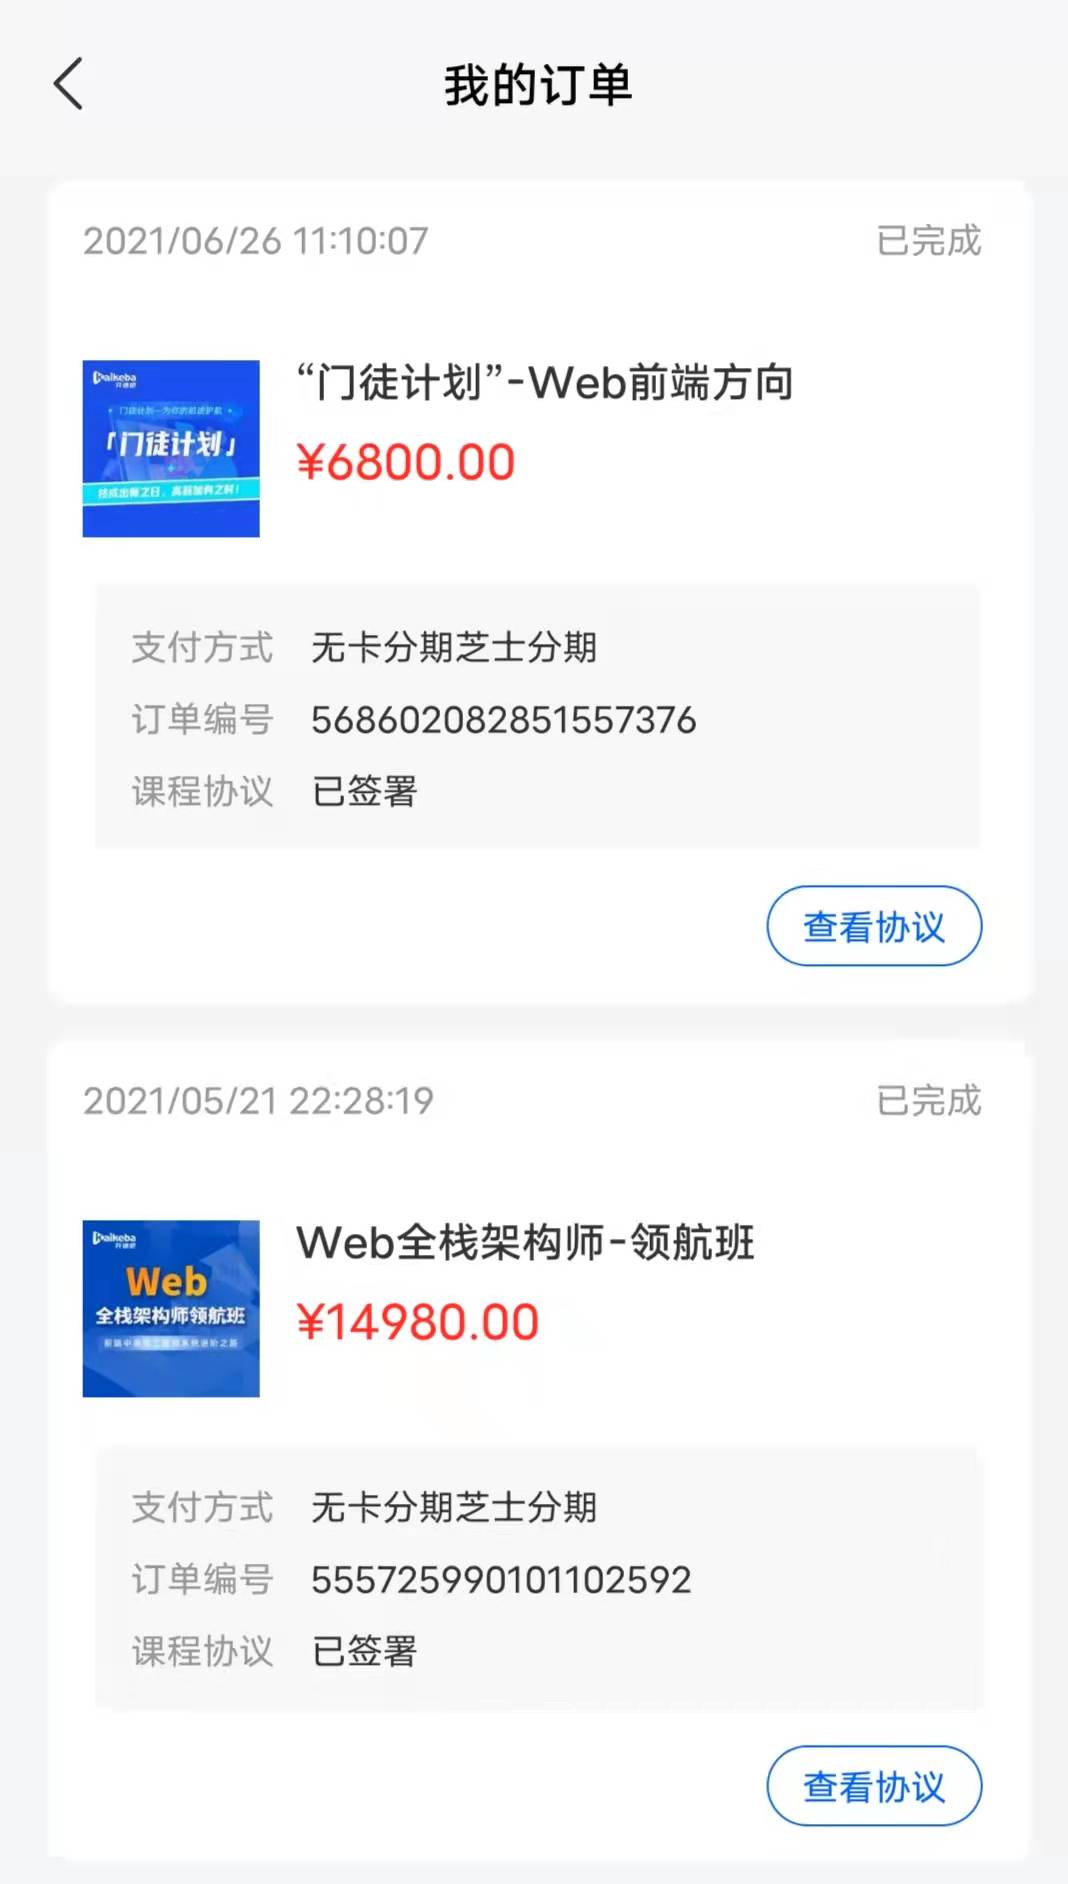 我的订单
2021/06/26 11:10:07 已完成
Kaikeba
开课吧
「门徒计划」
“门徒计划”-Web前端方向
¥6800.00
支付方式 无卡分期芝士分期
订单编号 568602082851557376
课程协议 已签署
查看协议
2021/05/21 22:28:19 已完成
Kaikeba
开课吧
Web
全栈架构师领航班
Web全栈架构师-领航班
¥14980.00
支付方式 无卡分期芝士分期
订单编号 555725990101102592
课程协议 已签署
查看协议